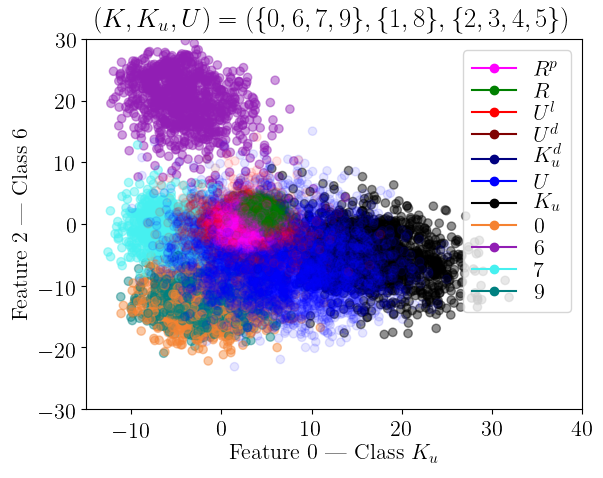 (K, K_u, U) = ({0, 6, 7, 9}, {1, 8}, {2, 3, 4, 5})
30
20
10
0
−10
−20
−30
Feature 2 — Class 6
R^p
R
U^l
U^d
K_u^d
U
K_u
0
6
7
9
−10
0
10
20
30
40
Feature 0 — Class K_u